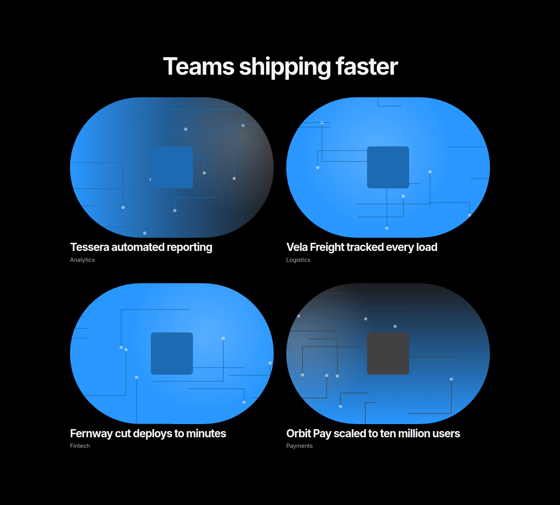 Teams shipping faster
Tessera automated reporting
Analytics
Vela Freight tracked every load
Logistics
Fernway cut deploys to minutes
Fintech
Orbit Pay scaled to ten million users
Payments